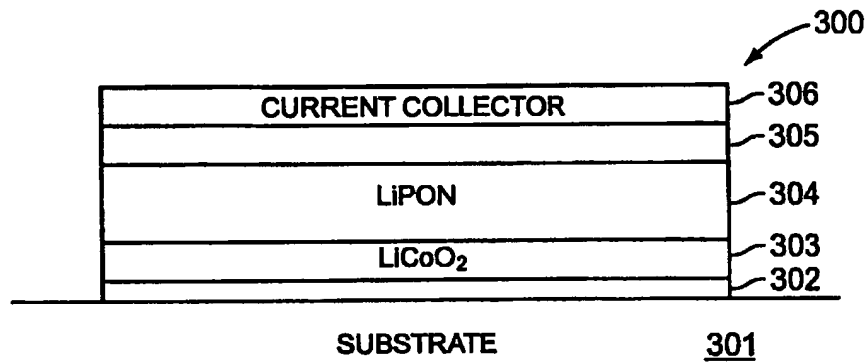 300
CURRENT COLLECTOR 306
305
LiPON 304
LiCoO₂ 303
302
SUBSTRATE 301